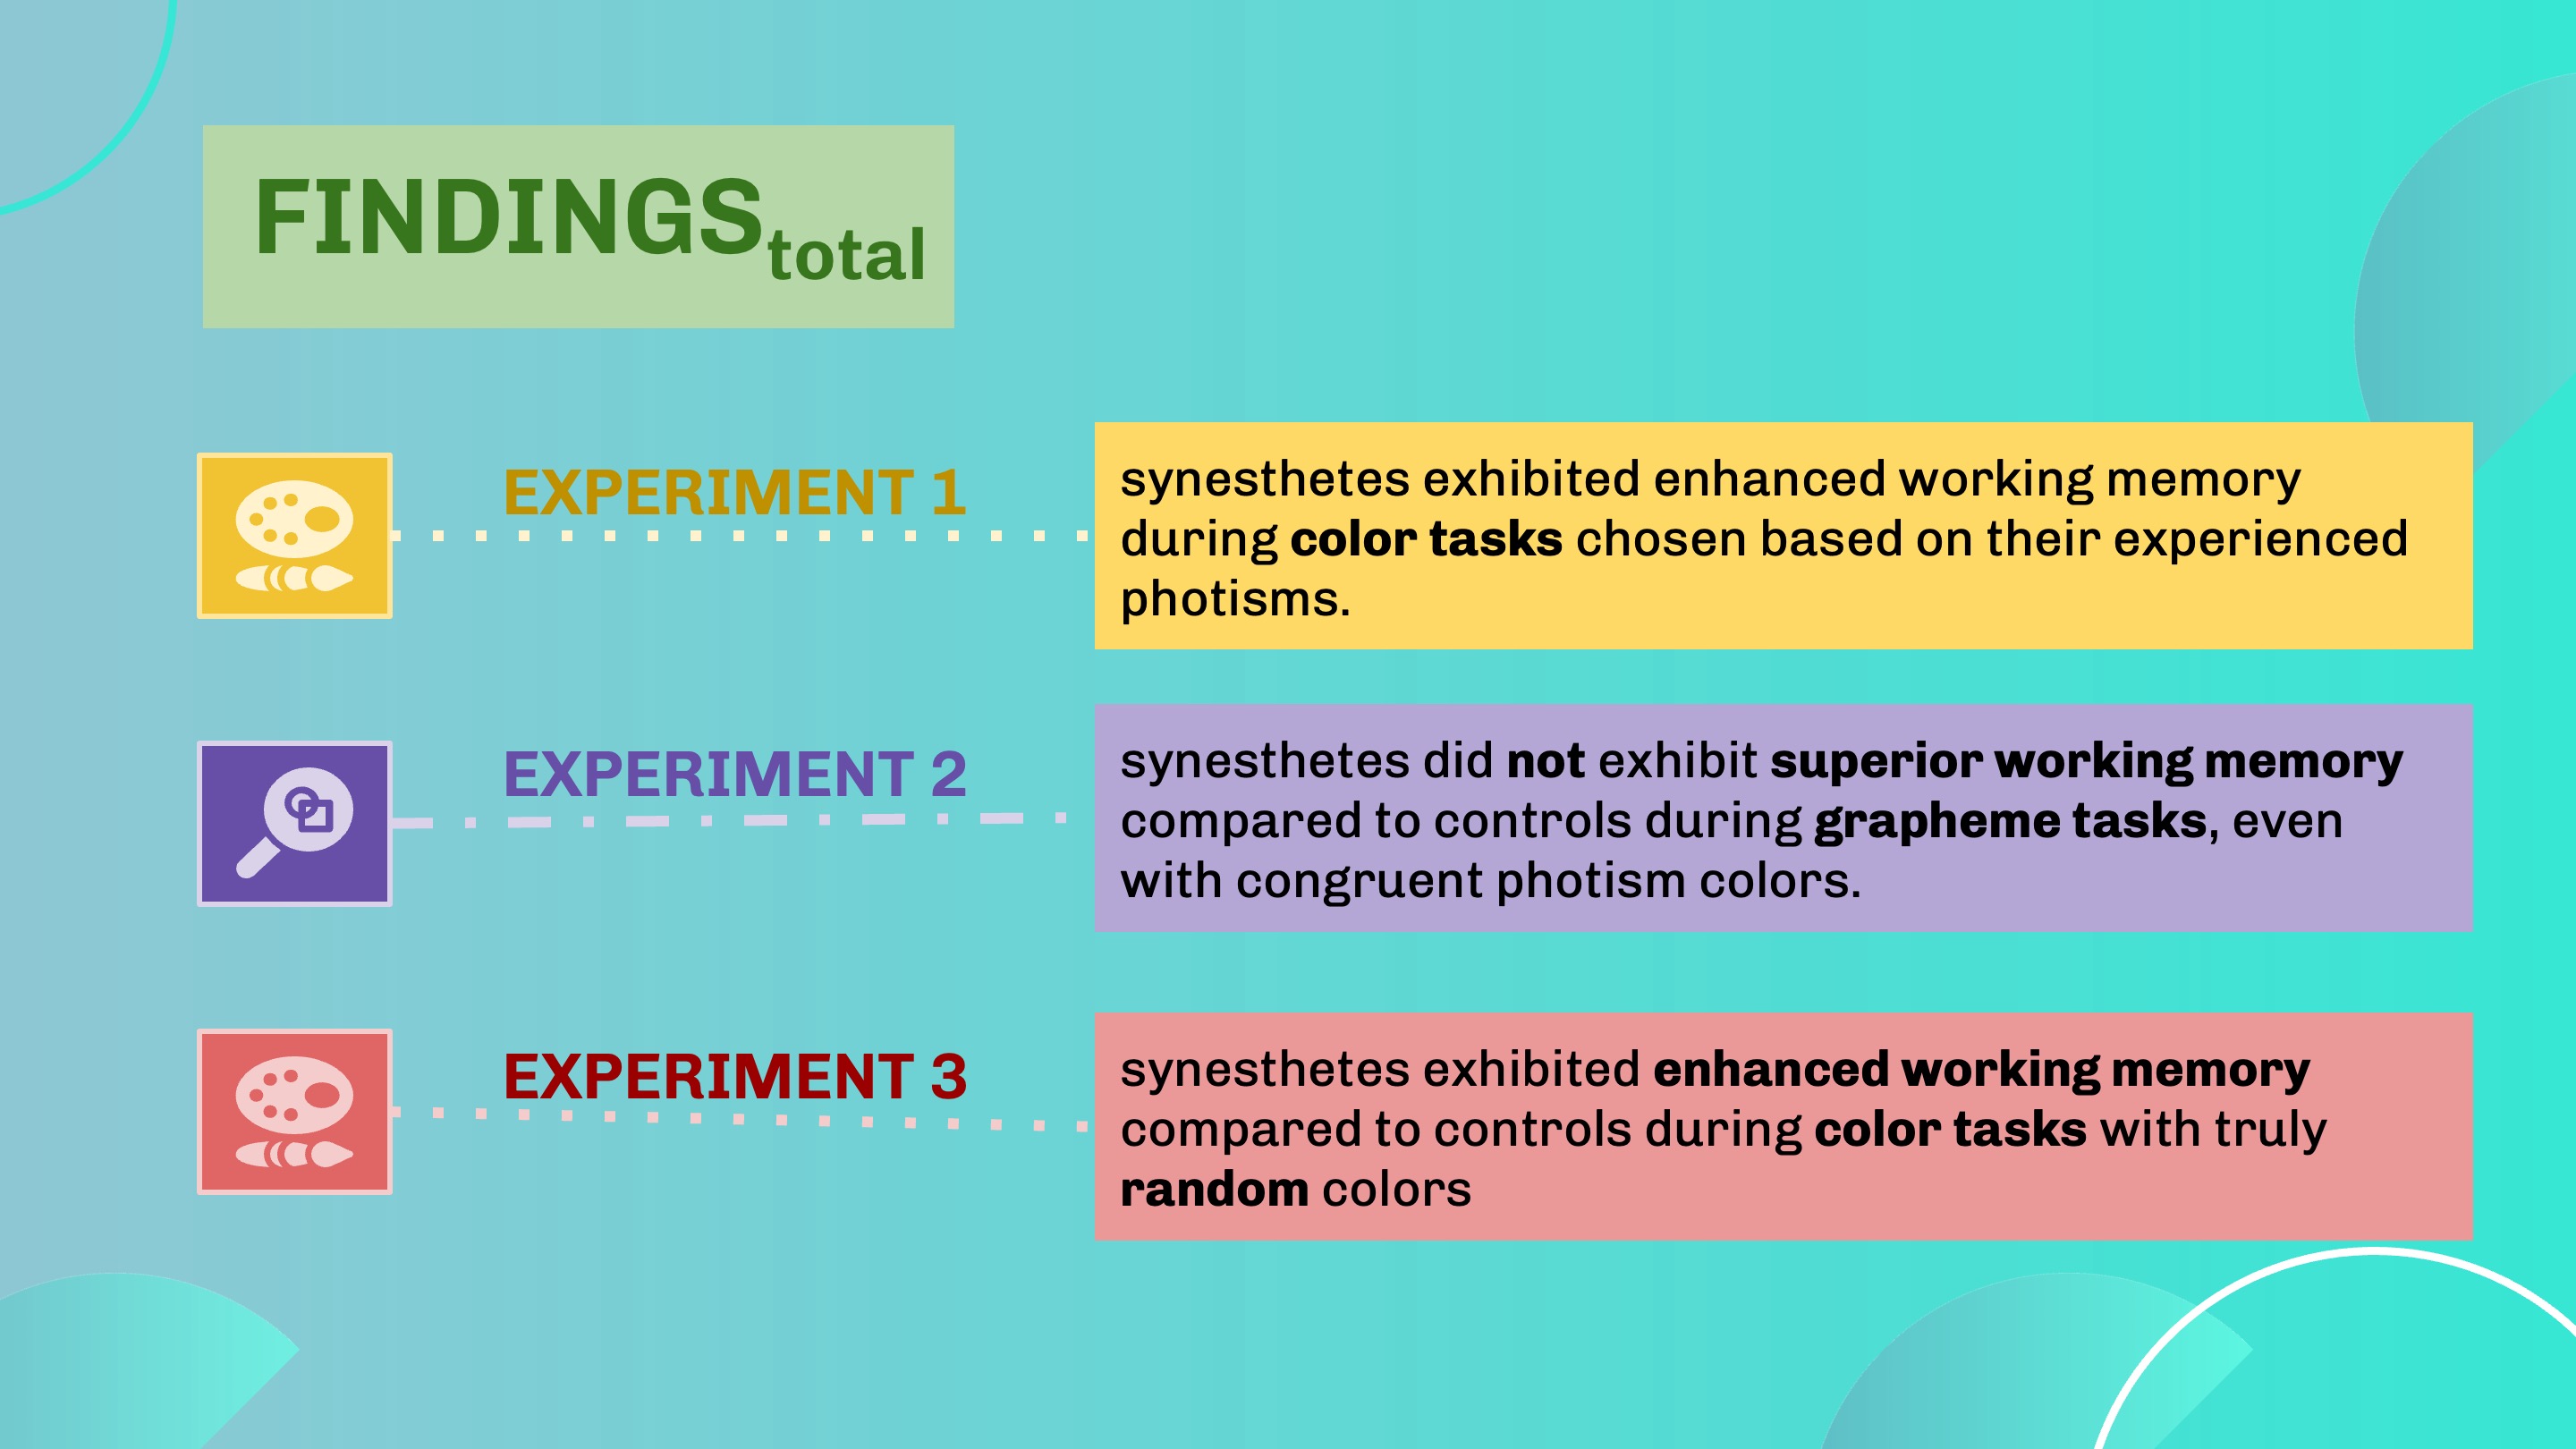 FINDINGS total
EXPERIMENT 1
synesthetes exhibited enhanced working memory
during color tasks chosen based on their experienced
photisms.
EXPERIMENT 2
synesthetes did not exhibit superior working memory
compared to controls during grapheme tasks, even
with congruent photism colors.
EXPERIMENT 3
synesthetes exhibited enhanced working memory
compared to controls during color tasks with truly
random colors